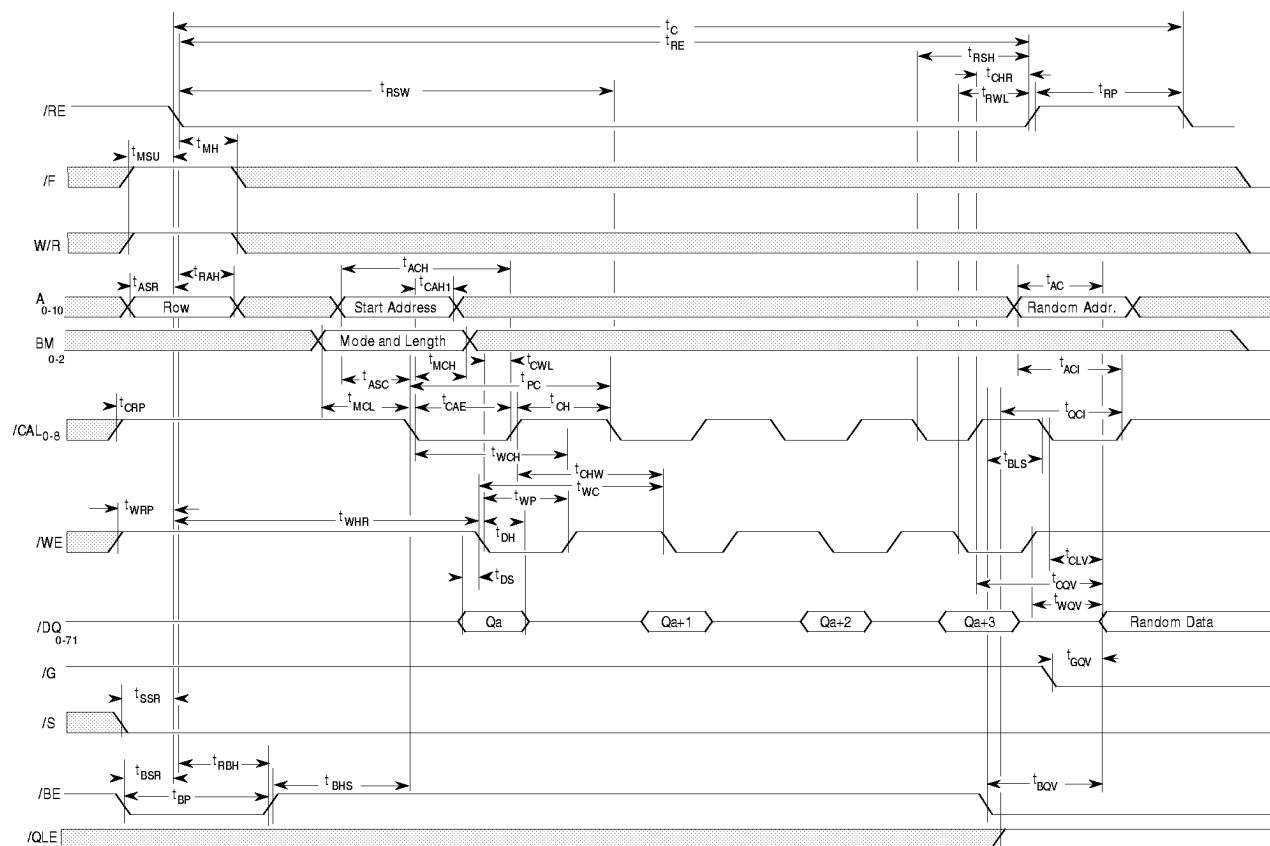 tC
tRE
tRSH
tCHR
tRSW
tRWL
tRP
/RE
tMSU
tMH
/F
W/R
tACH
tASR
tRAH
tCAH1
tAC
A0-10
Row
Start Address
Random Addr.
BM0-2
Mode and Length
tMCH
tCWL
tACI
tASC
tPC
tCRP
tMCL
tCAE
tCH
tQCI
/CAL0-8
tWCH
tBLS
tCHW
tWC
tWRP
tWHR
tWP
tDH
/WE
tCLV
tDS
tCQV
tWQV
/DQ0-71
Qa
Qa+1
Qa+2
Qa+3
Random Data
/G
tGQV
tSSR
/S
tBSR
tRBH
tBHS
tBQV
/BE
tBP
/QLE